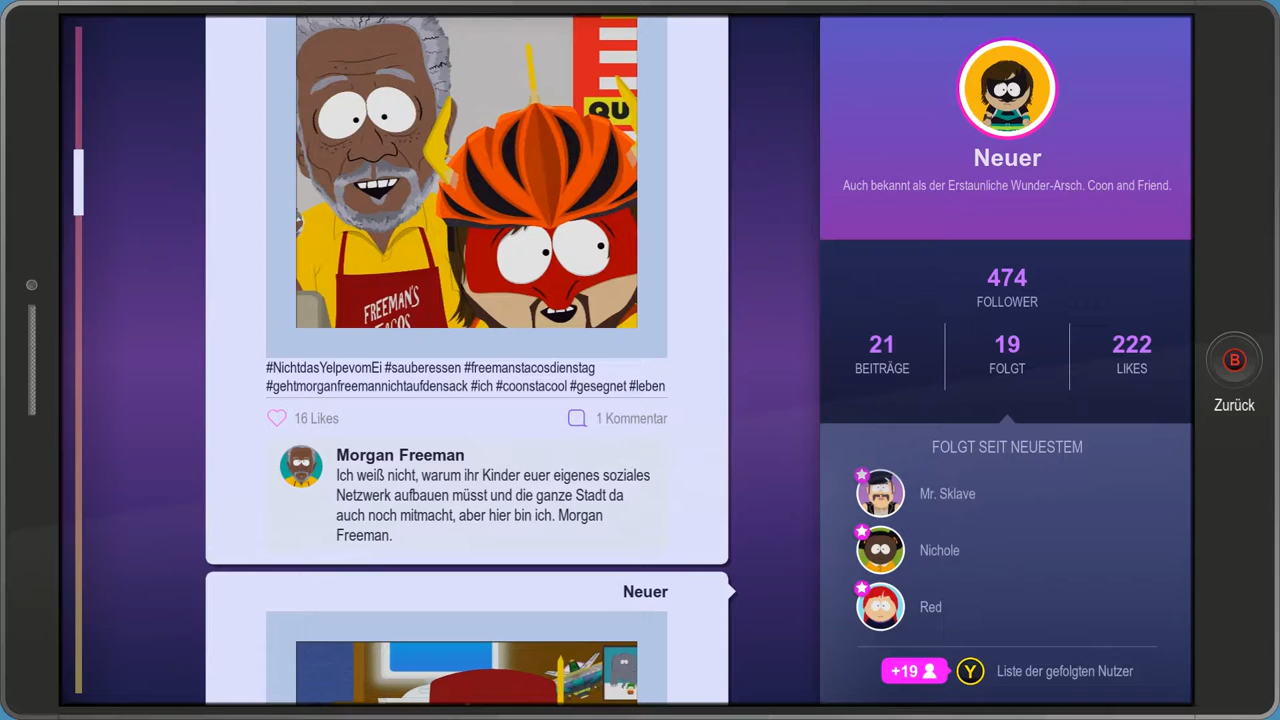 QU
FREEMAN'S
TACOS
#NichtdasYelpevomEi #sauberessen #freemanstacosdienstag
#gehtmorganfreemannichtaufdensack #ich #coonstacool #gesegnet #leben
16 Likes
1 Kommentar
Morgan Freeman
Ich weiß nicht, warum ihr Kinder euer eigenes soziales
Netzwerk aufbauen müsst und die ganze Stadt da
auch noch mitmacht, aber hier bin ich. Morgan
Freeman.
Neuer
Neuer
Auch bekannt als der Erstaunliche Wunder-Arsch. Coon and Friend.
474
FOLLOWER
21
BEITRÄGE
19
FOLGT
222
LIKES
FOLGT SEIT NEUESTEM
Mr. Sklave
Nichole
Red
+19
Y
Liste der gefolgten Nutzer
B
Zurück